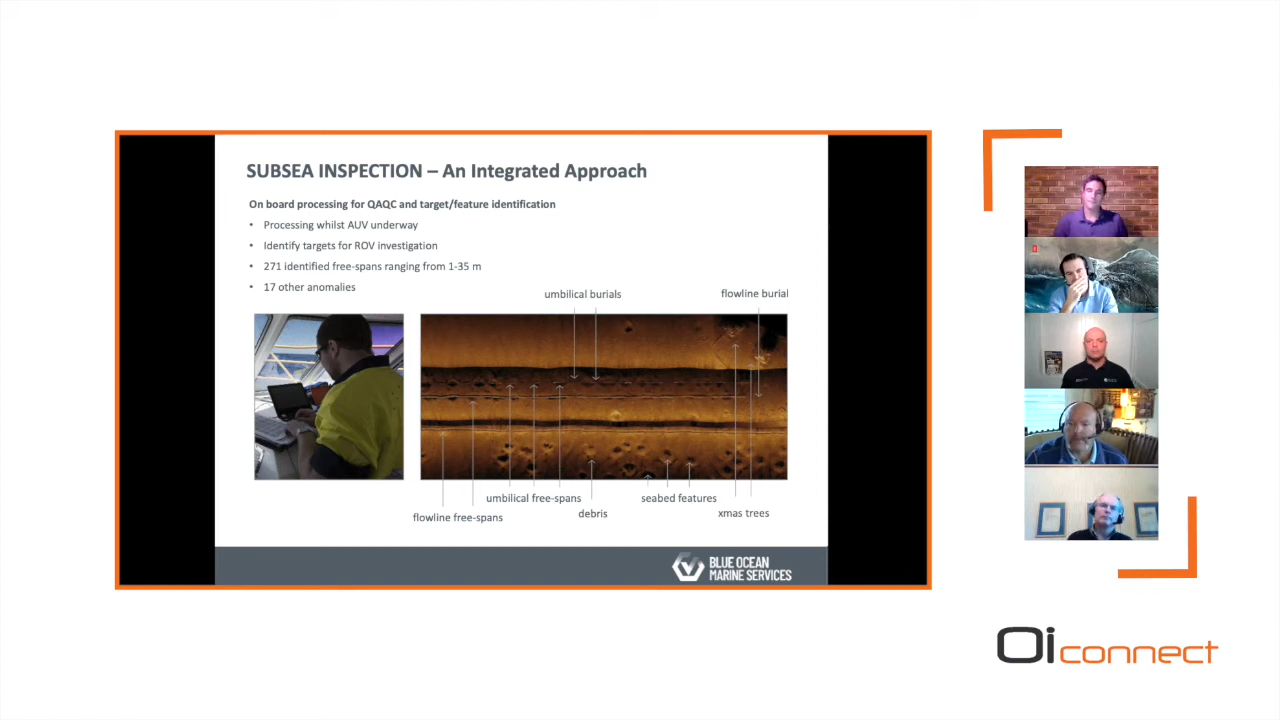 SUBSEA INSPECTION – An Integrated Approach
On board processing for QAQC and target/feature identification
• Processing whilst AUV underway
• Identify targets for ROV investigation
• 271 identified free-spans ranging from 1-35 m
• 17 other anomalies
umbilical burials
flowline burial
umbilical free-spans
seabed features
flowline free-spans
debris
xmas trees
BLUE OCEAN
MARINE SERVICES
Oi connect